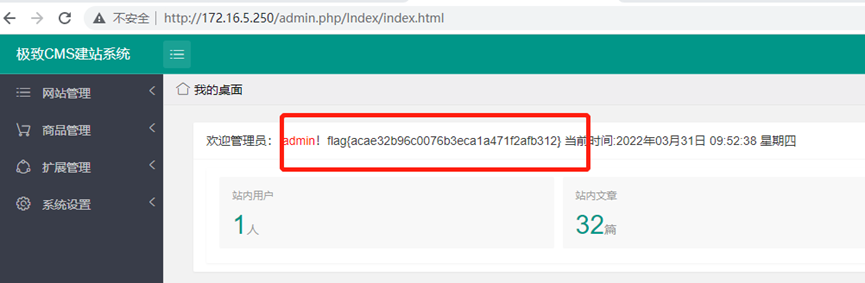 不安全 | http://172.16.5.250/admin.php/Index/index.html
极致CMS建站系统
我的桌面
网站管理
商品管理
扩展管理
系统设置
欢迎管理员： admin！flag{acae32b96c0076b3eca1a471f2afb312} 当前时间:2022年03月31日 09:52:38 星期四
站内用户
1人
站内文章
32篇